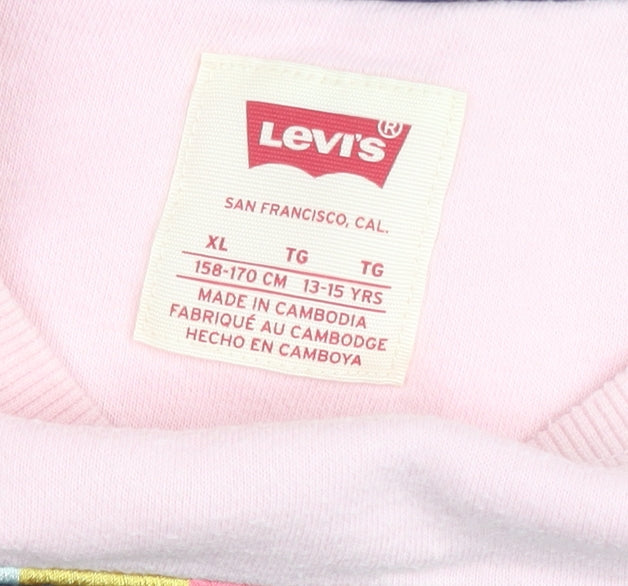 Levi's®
SAN FRANCISCO, CAL.
XL TG TG
158-170 CM 13-15 YRS
MADE IN CAMBODIA
FABRIQUÉ AU CAMBODGE
HECHO EN CAMBOYA